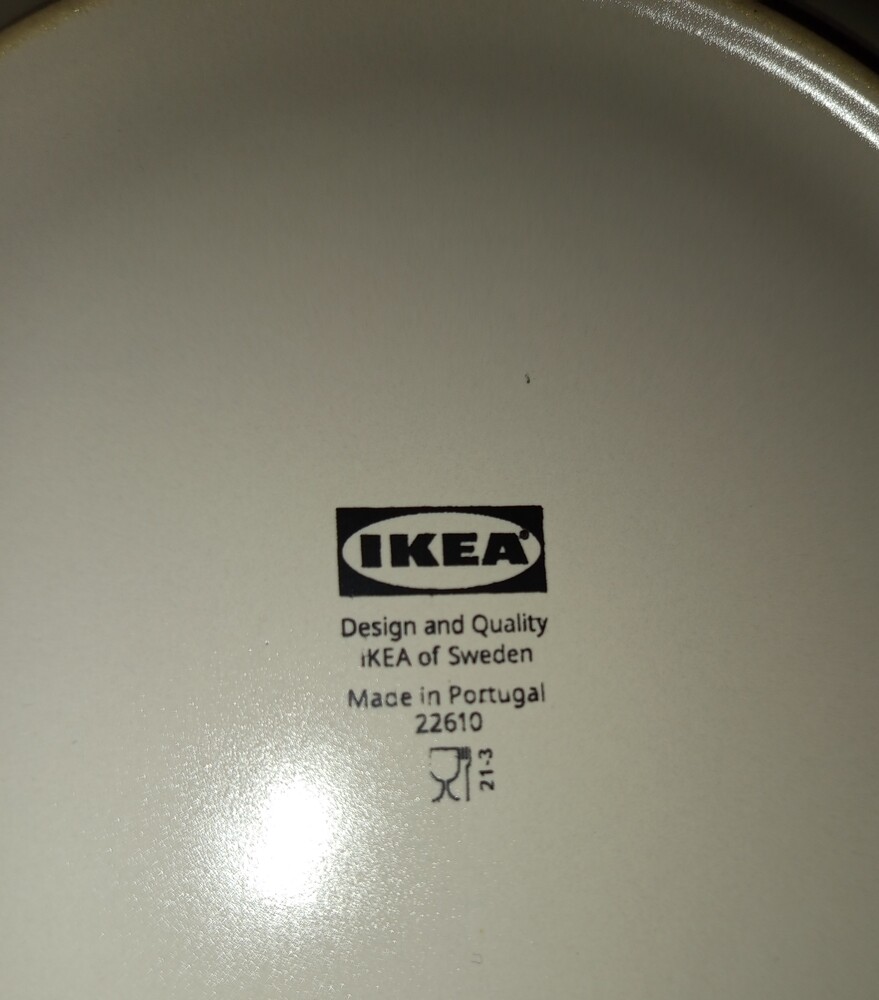 IKEA
Design and Quality
IKEA of Sweden
Made in Portugal
22610
21-3